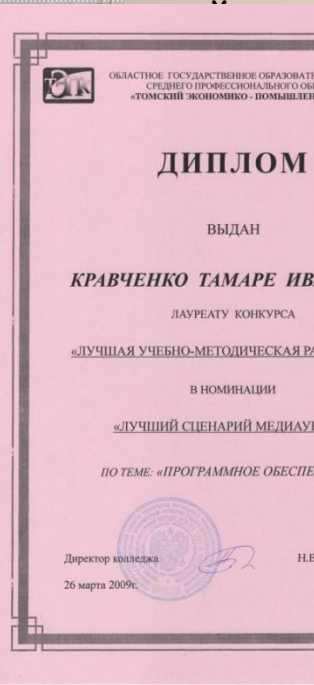 ОБЛАСТНОЕ ГОСУДАРСТВЕННОЕ ОБРАЗОВАТЕ
СРЕДНЕГО ПРОФЕССИОНАЛЬНОГО ОБ
«ТОМСКИЙ ЭКОНОМИКО - ПОМЫШЛЕН
ДИПЛОМ
ВЫДАН
КРАВЧЕНКО ТАМАРЕ ИВ
ЛАУРЕАТУ КОНКУРСА
«ЛУЧШАЯ УЧЕБНО-МЕТОДИЧЕСКАЯ РА
В НОМИНАЦИИ
«ЛУЧШИЙ СЦЕНАРИЙ МЕДИАУР
ПО ТЕМЕ: «ПРОГРАММНОЕ ОБЕСПЕ
Директор колледжа Н.В
26 марта 2009г.